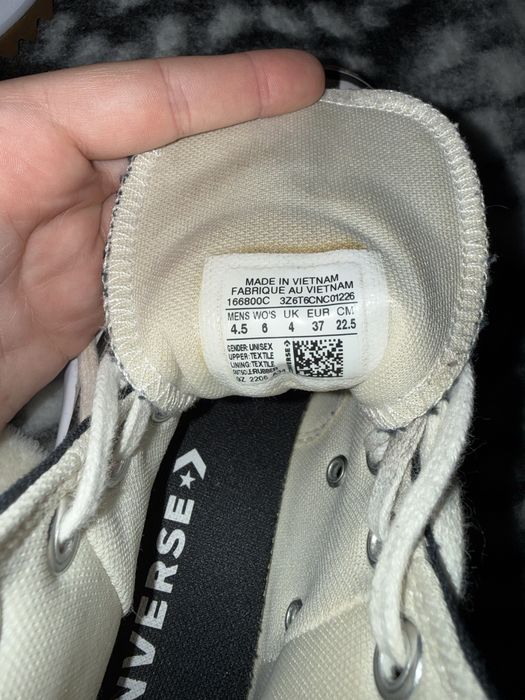 MADE IN VIETNAM
FABRIQUE AU VIETNAM
166800C 3Z6T6CNC01226
MENS WO'S UK EUR CM
4.5 6 4 37 22.5
GENDER: UNISEX
UPPER: TEXTILE
LINING: TEXTILE
CONVERSE
NVERSE